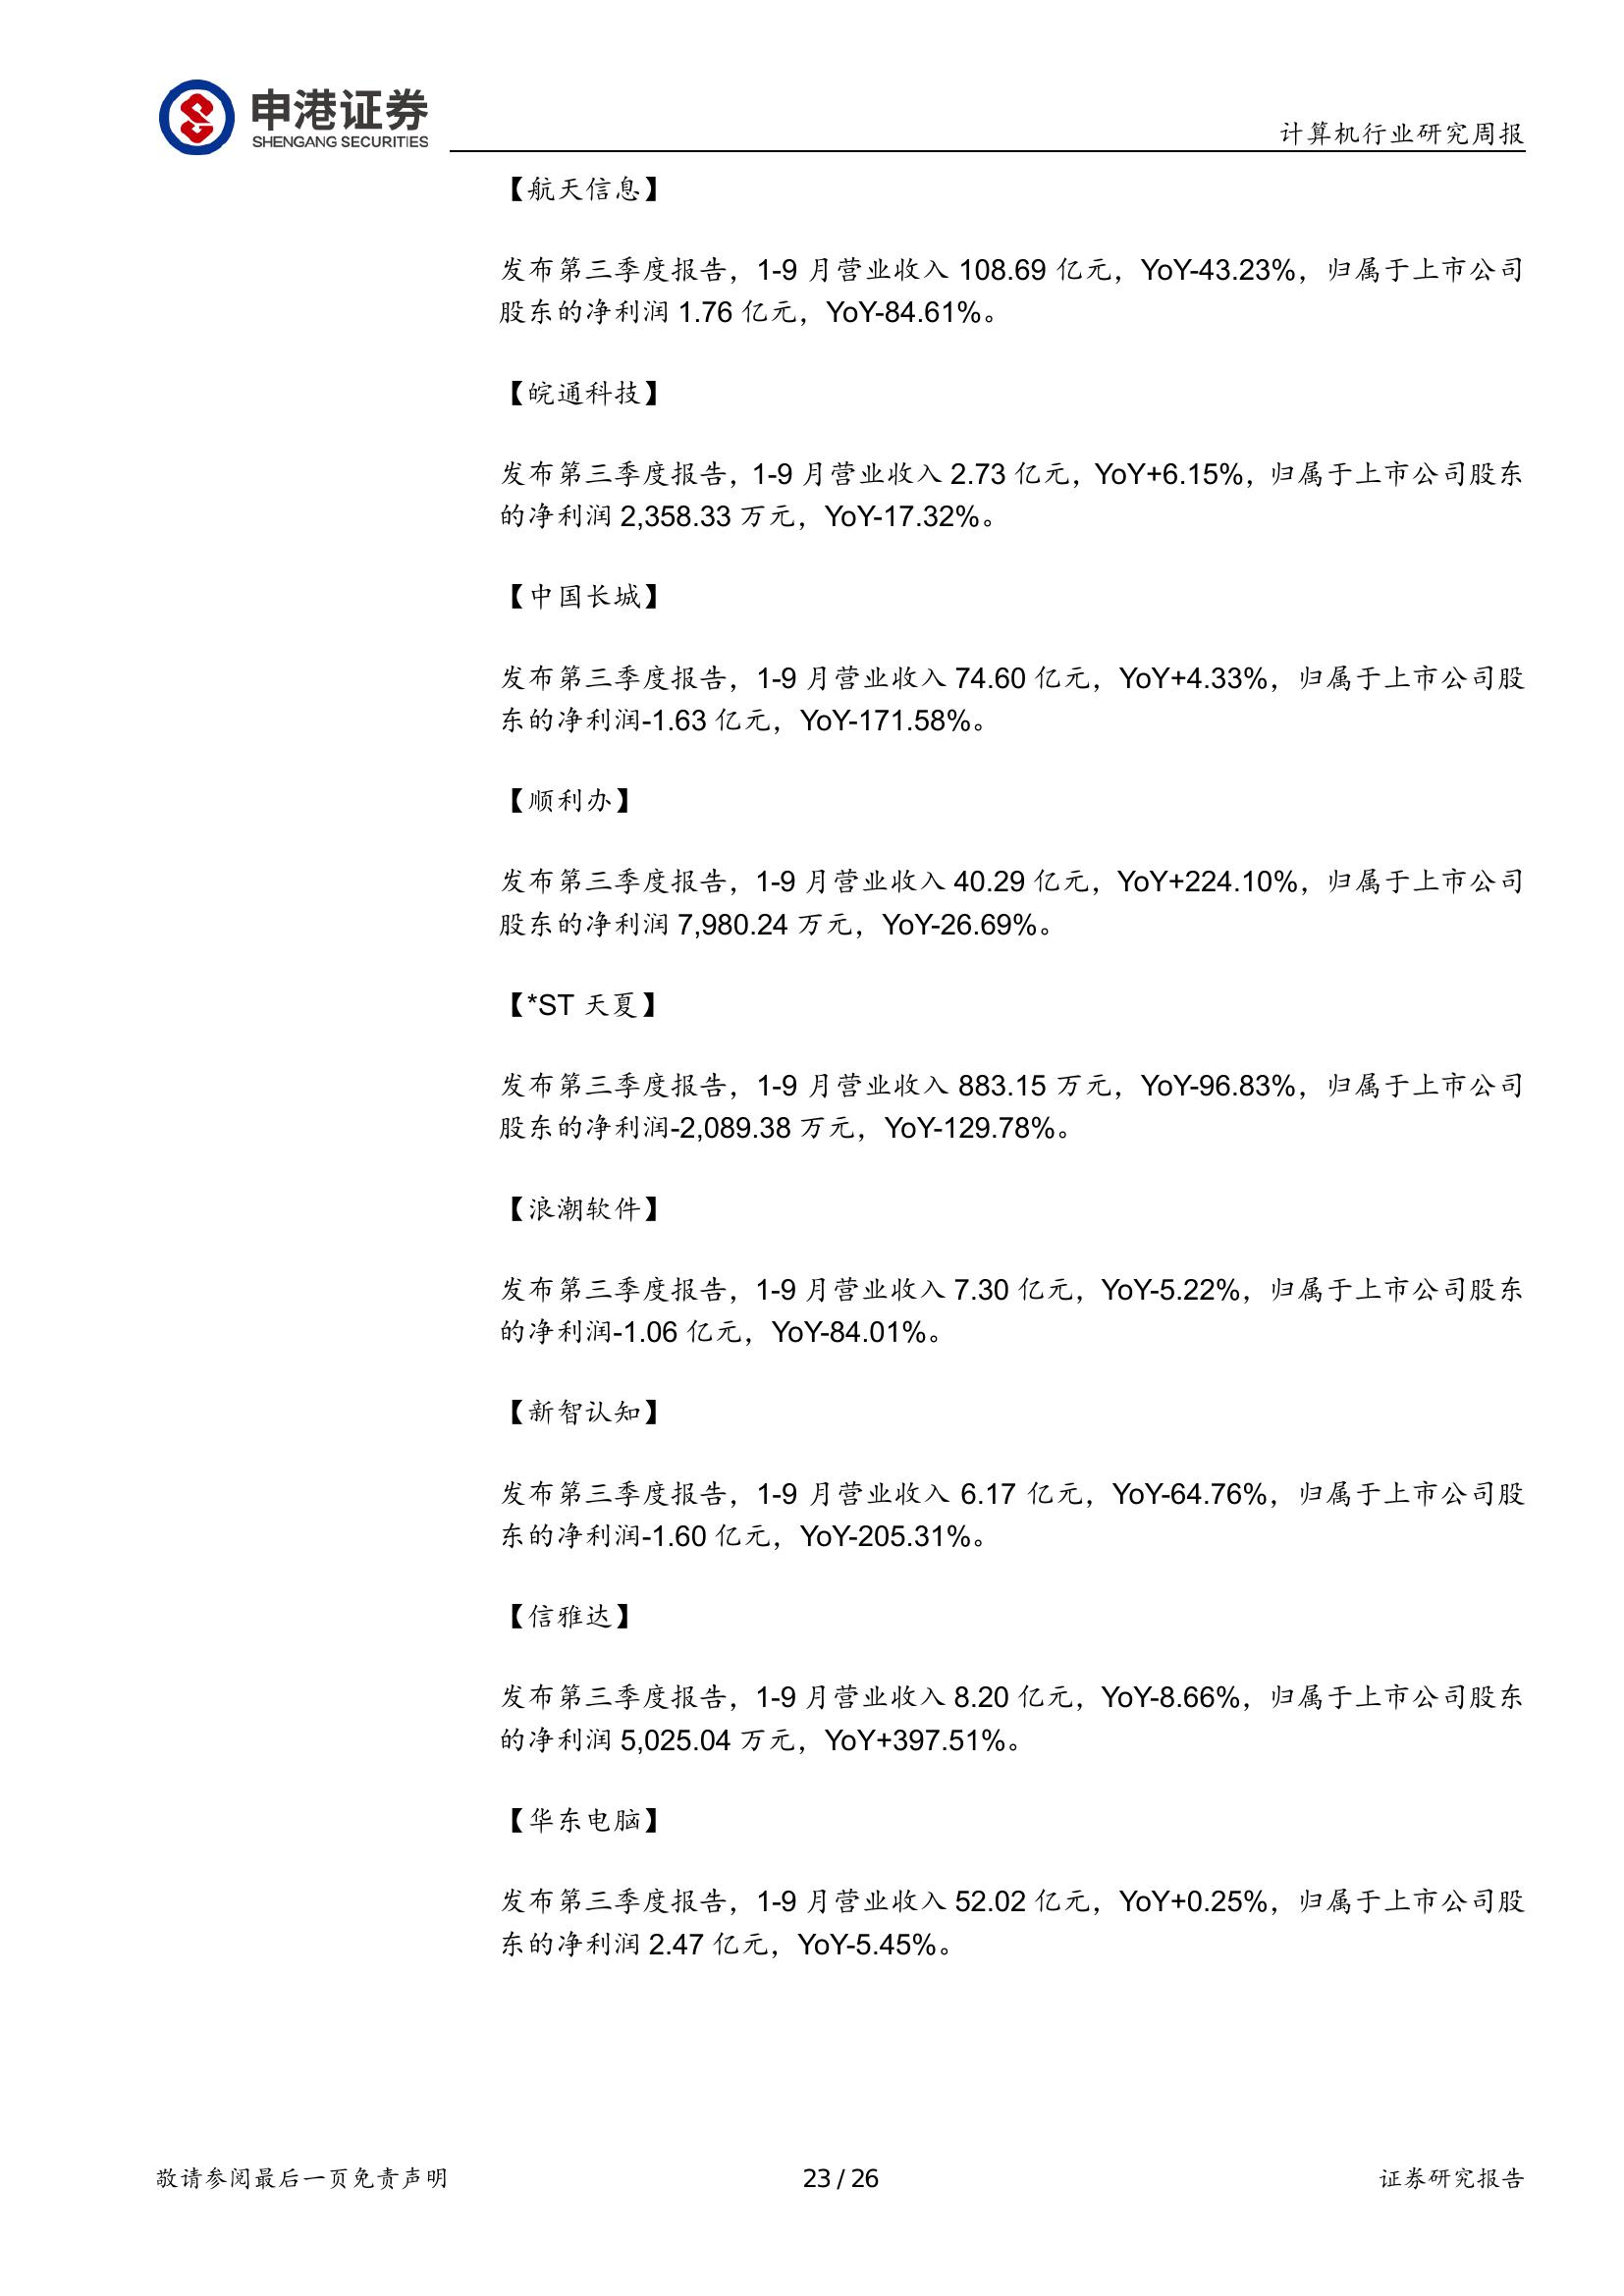 申港证券
SHENGANG SECURITIES
计算机行业研究周报
【航天信息】
发布第三季度报告，1-9 月营业收入 108.69 亿元，YoY-43.23%，归属于上市公司
股东的净利润 1.76 亿元，YoY-84.61%。
【皖通科技】
发布第三季度报告，1-9 月营业收入 2.73 亿元，YoY+6.15%，归属于上市公司股东
的净利润 2,358.33 万元，YoY-17.32%。
【中国长城】
发布第三季度报告，1-9 月营业收入 74.60 亿元，YoY+4.33%，归属于上市公司股
东的净利润-1.63 亿元，YoY-171.58%。
【顺利办】
发布第三季度报告，1-9 月营业收入 40.29 亿元，YoY+224.10%，归属于上市公司
股东的净利润 7,980.24 万元，YoY-26.69%。
【*ST 天夏】
发布第三季度报告，1-9 月营业收入 883.15 万元，YoY-96.83%，归属于上市公司
股东的净利润-2,089.38 万元，YoY-129.78%。
【浪潮软件】
发布第三季度报告，1-9 月营业收入 7.30 亿元，YoY-5.22%，归属于上市公司股东
的净利润-1.06 亿元，YoY-84.01%。
【新智认知】
发布第三季度报告，1-9 月营业收入 6.17 亿元，YoY-64.76%，归属于上市公司股
东的净利润-1.60 亿元，YoY-205.31%。
【信雅达】
发布第三季度报告，1-9 月营业收入 8.20 亿元，YoY-8.66%，归属于上市公司股东
的净利润 5,025.04 万元，YoY+397.51%。
【华东电脑】
发布第三季度报告，1-9 月营业收入 52.02 亿元，YoY+0.25%，归属于上市公司股
东的净利润 2.47 亿元，YoY-5.45%。
敬请参阅最后一页免责声明
23 / 26
证券研究报告